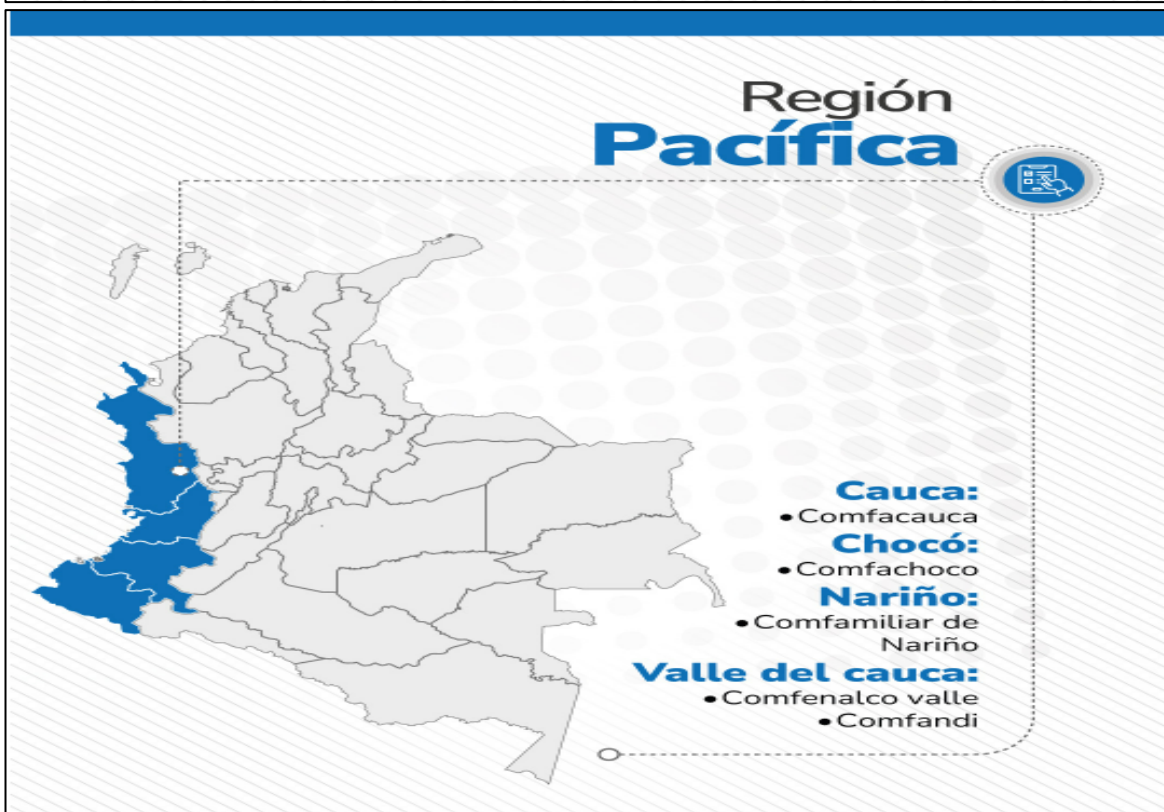 Región
Pacífica
Cauca:
•Comfacauca
Chocó:
•Comfachoco
Nariño:
•Comfamiliar de
Nariño
Valle del cauca:
•Comfenalco valle
•Comfandi